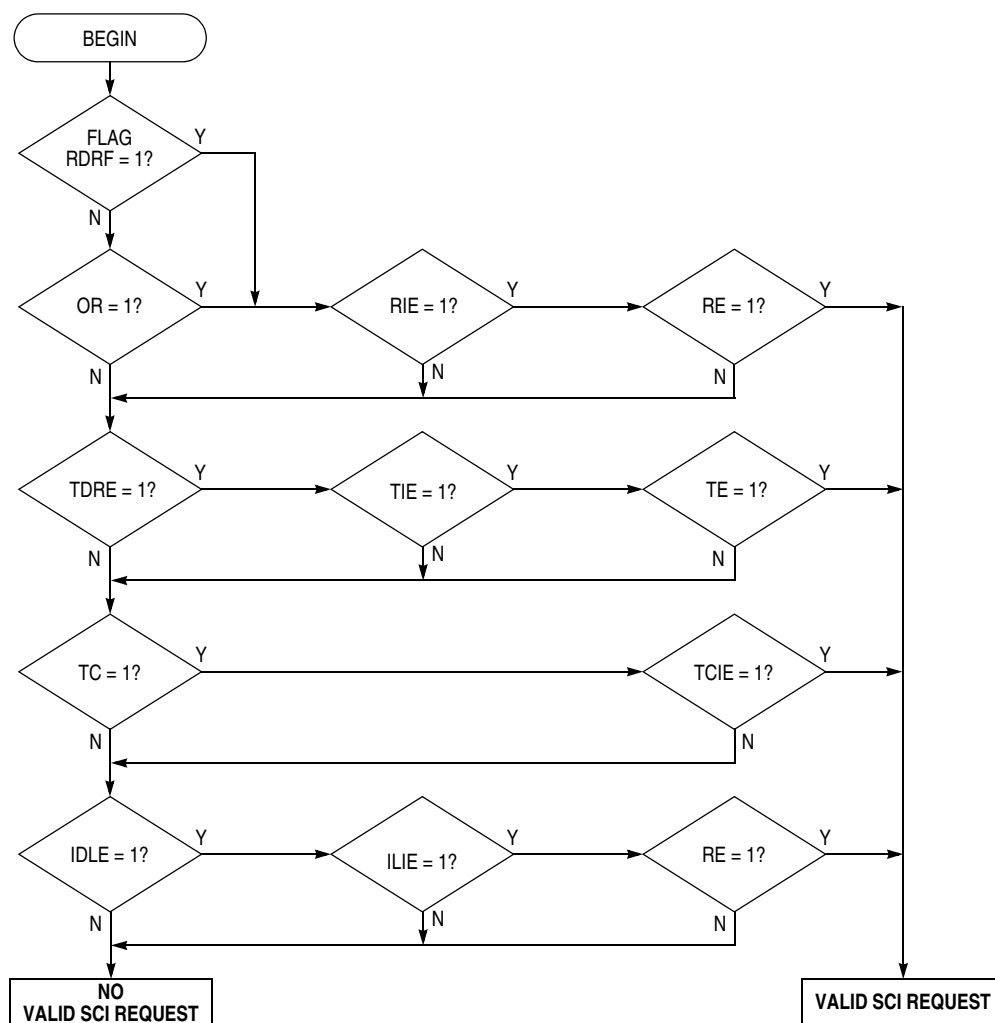 BEGIN
FLAG
RDRF = 1?
Y
N
OR = 1?
Y
RIE = 1?
Y
RE = 1?
Y
N
N
N
TDRE = 1?
Y
TIE = 1?
Y
TE = 1?
Y
N
N
N
TC = 1?
Y
TCIE = 1?
Y
N
N
IDLE = 1?
Y
ILIE = 1?
Y
RE = 1?
Y
N
N
N
NO
VALID SCI REQUEST
VALID SCI REQUEST